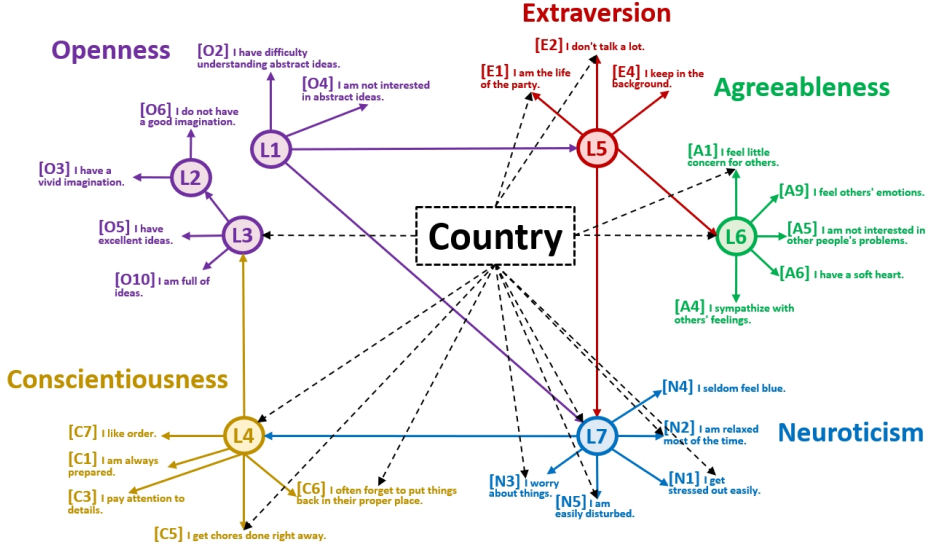 Extraversion
Openness
Agreeableness
[O2] I have difficulty
understanding abstract ideas.
[O4] I am not interested
in abstract ideas.
[O6] I do not have
a good imagination.
[O3] I have a
vivid imagination.
[O5] I have
excellent ideas.
[O10] I am full of
ideas.
L1
L2
L3
[E2] I don't talk a lot.
[E1] I am the life
of the party.
[E4] I keep in the
background.
L5
[A1] I feel little
concern for others.
[A9] I feel others' emotions.
[A5] I am not interested in
other people's problems.
[A6] I have a soft heart.
[A4] I sympathize with
others' feelings.
L6
Country
Conscientiousness
L4
[C7] I like order.
[C1] I am always
prepared.
[C3] I pay attention to
details.
[C5] I get chores done right away.
[C6] I often forget to put things
back in their proper place.
L7
Neuroticism
[N4] I seldom feel blue.
[N2] I am relaxed
most of the time.
[N1] I get
stressed out easily.
[N3] I worry
about things.
[N5] I am
easily disturbed.